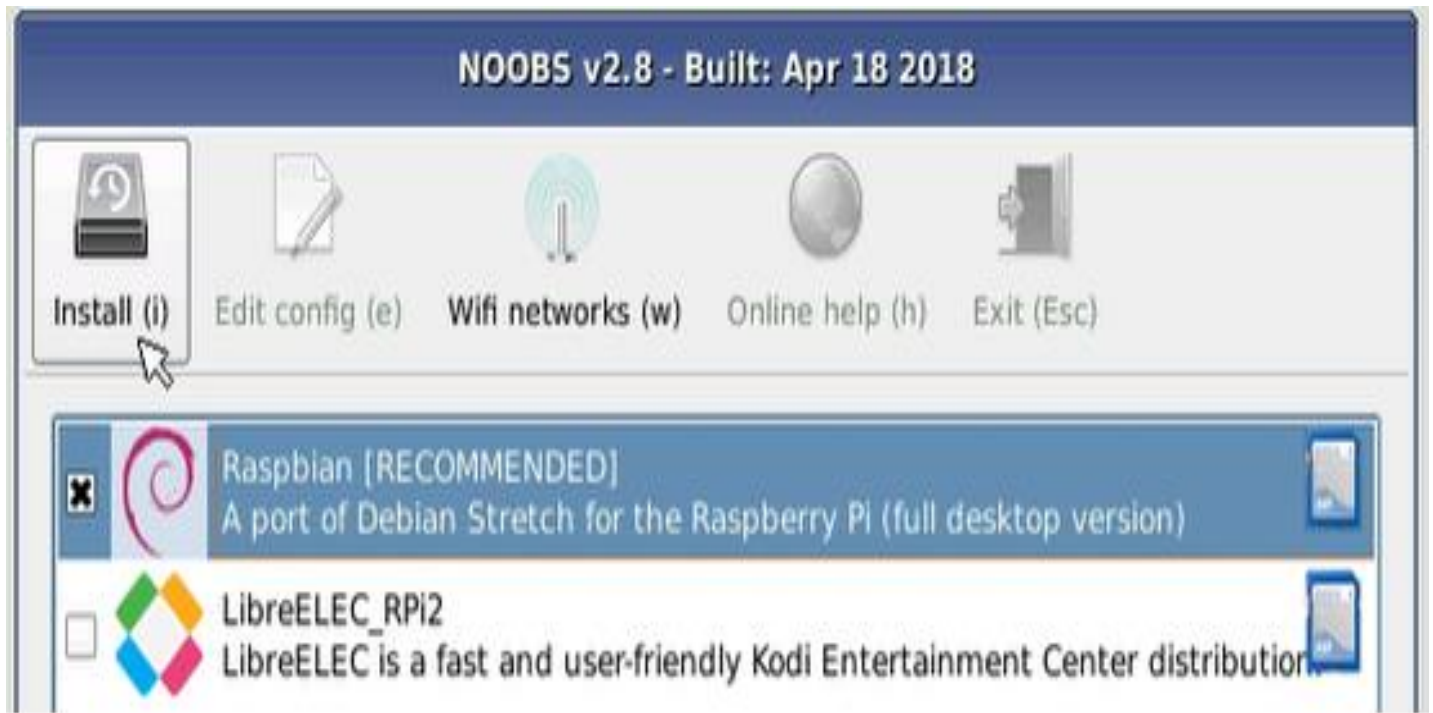 NOOBS v2.8 - Built: Apr 18 2018
Install (i) Edit config (e) Wifi networks (w) Online help (h) Exit (Esc)
Raspbian [RECOMMENDED]
A port of Debian Stretch for the Raspberry Pi (full desktop version)
LibreELEC_RPi2
LibreELEC is a fast and user-friendly Kodi Entertainment Center distribution.